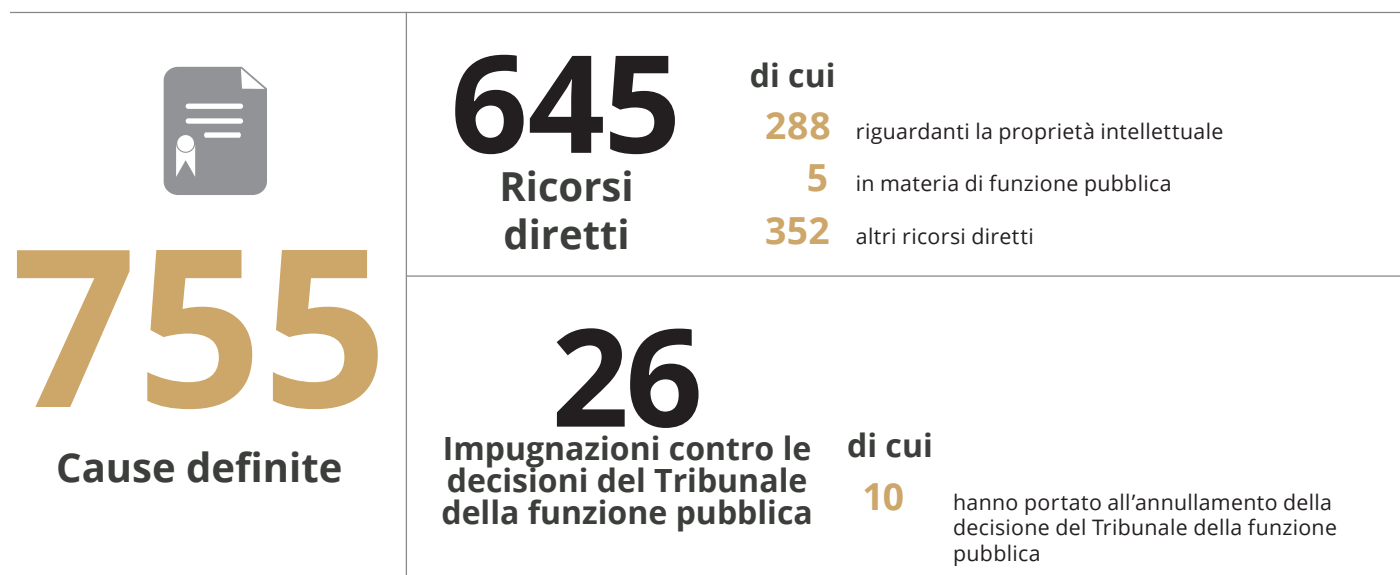 755
Cause definite
645
Ricorsi
diretti
di cui
288 riguardanti la proprietà intellettuale
5 in materia di funzione pubblica
352 altri ricorsi diretti
26
Impugnazioni contro le
decisioni del Tribunale
della funzione pubblica
di cui
10 hanno portato all’annullamento della
decisione del Tribunale della funzione
pubblica